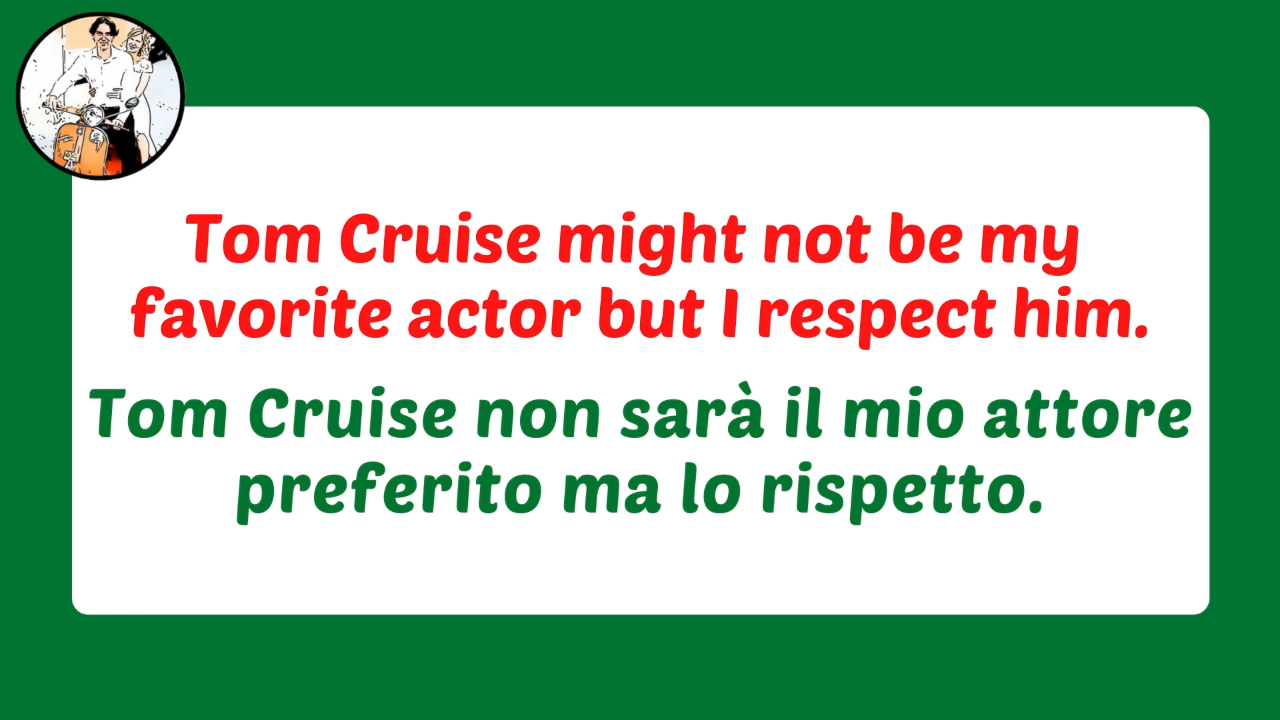 Tom Cruise might not be my
favorite actor but I respect him.
Tom Cruise non sarà il mio attore
preferito ma lo rispetto.